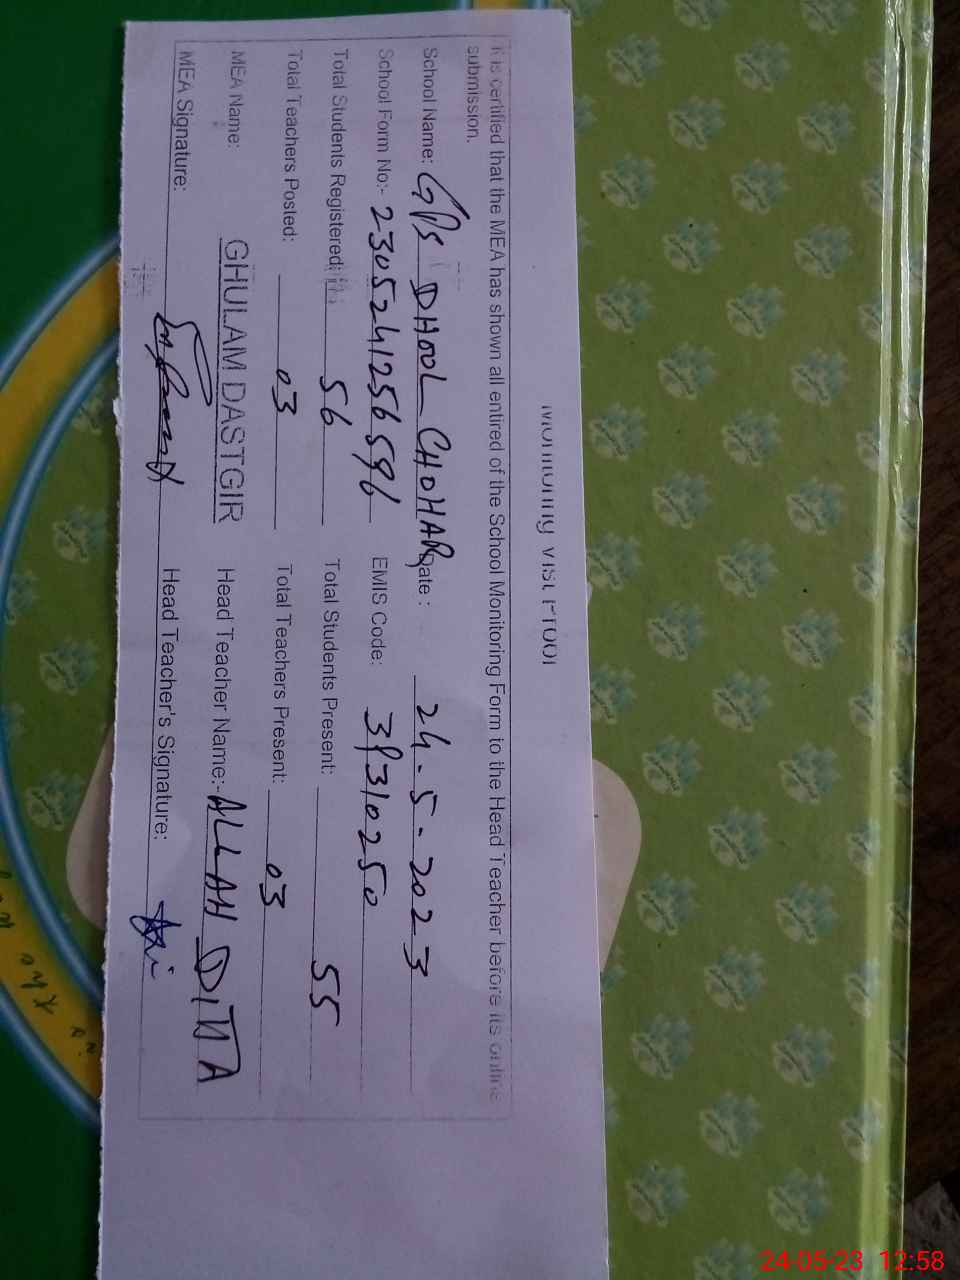 Monitoring Visit Proof
It is certified that the MEA has shown all entired of the School Monitoring Form to the Head Teacher before its online
submission.
School Name: GPS DHOOL CHOHAR Date : 24-5-2023
School Form No:- 2305241256596 EMIS Code: 38310250
Total Students Registered: 56 Total Students Present: 55
Total Teachers Posted: 03 Total Teachers Present: 03
MEA Name: GHULAM DASTGIR Head Teacher Name:- ALLAH DITTA
MEA Signature: Head Teacher's Signature:
24-05-23 12:58